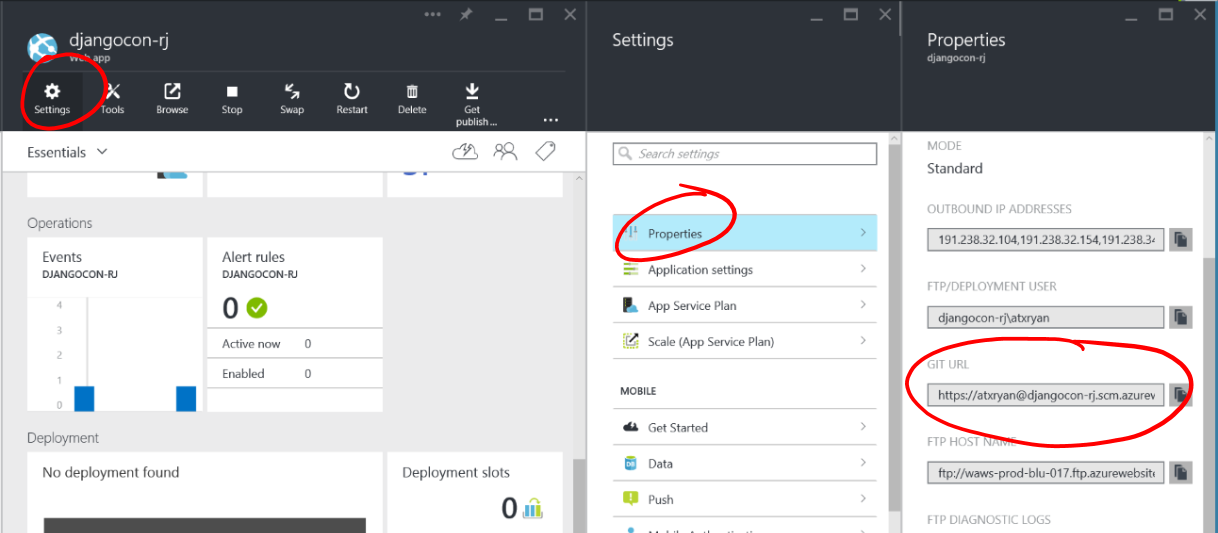 djangocon-rj
Web app
Settings
Tools
Browse
Stop
Swap
Restart
Delete
Get
publish...
Essentials
Operations
Events
DJANGOCON-RJ
4
3
2
1
0
Alert rules
DJANGOCON-RJ
0
Active now 0
Enabled 0
Deployment
No deployment found
Deployment slots
0
Settings
Search settings
Properties
Application settings
App Service Plan
Scale (App Service Plan)
MOBILE
Get Started
Data
Push
Properties
djangocon-rj
MODE
Standard
OUTBOUND IP ADDRESSES
191.238.32.104,191.238.32.154,191.238.34
FTP/DEPLOYMENT USER
djangocon-rj\atxryan
GIT URL
https://atxryan@djangocon-rj.scm.azurew
FTP HOST NAME
ftp://waws-prod-blu-017.ftp.azurewebsite
FTP DIAGNOSTIC LOGS